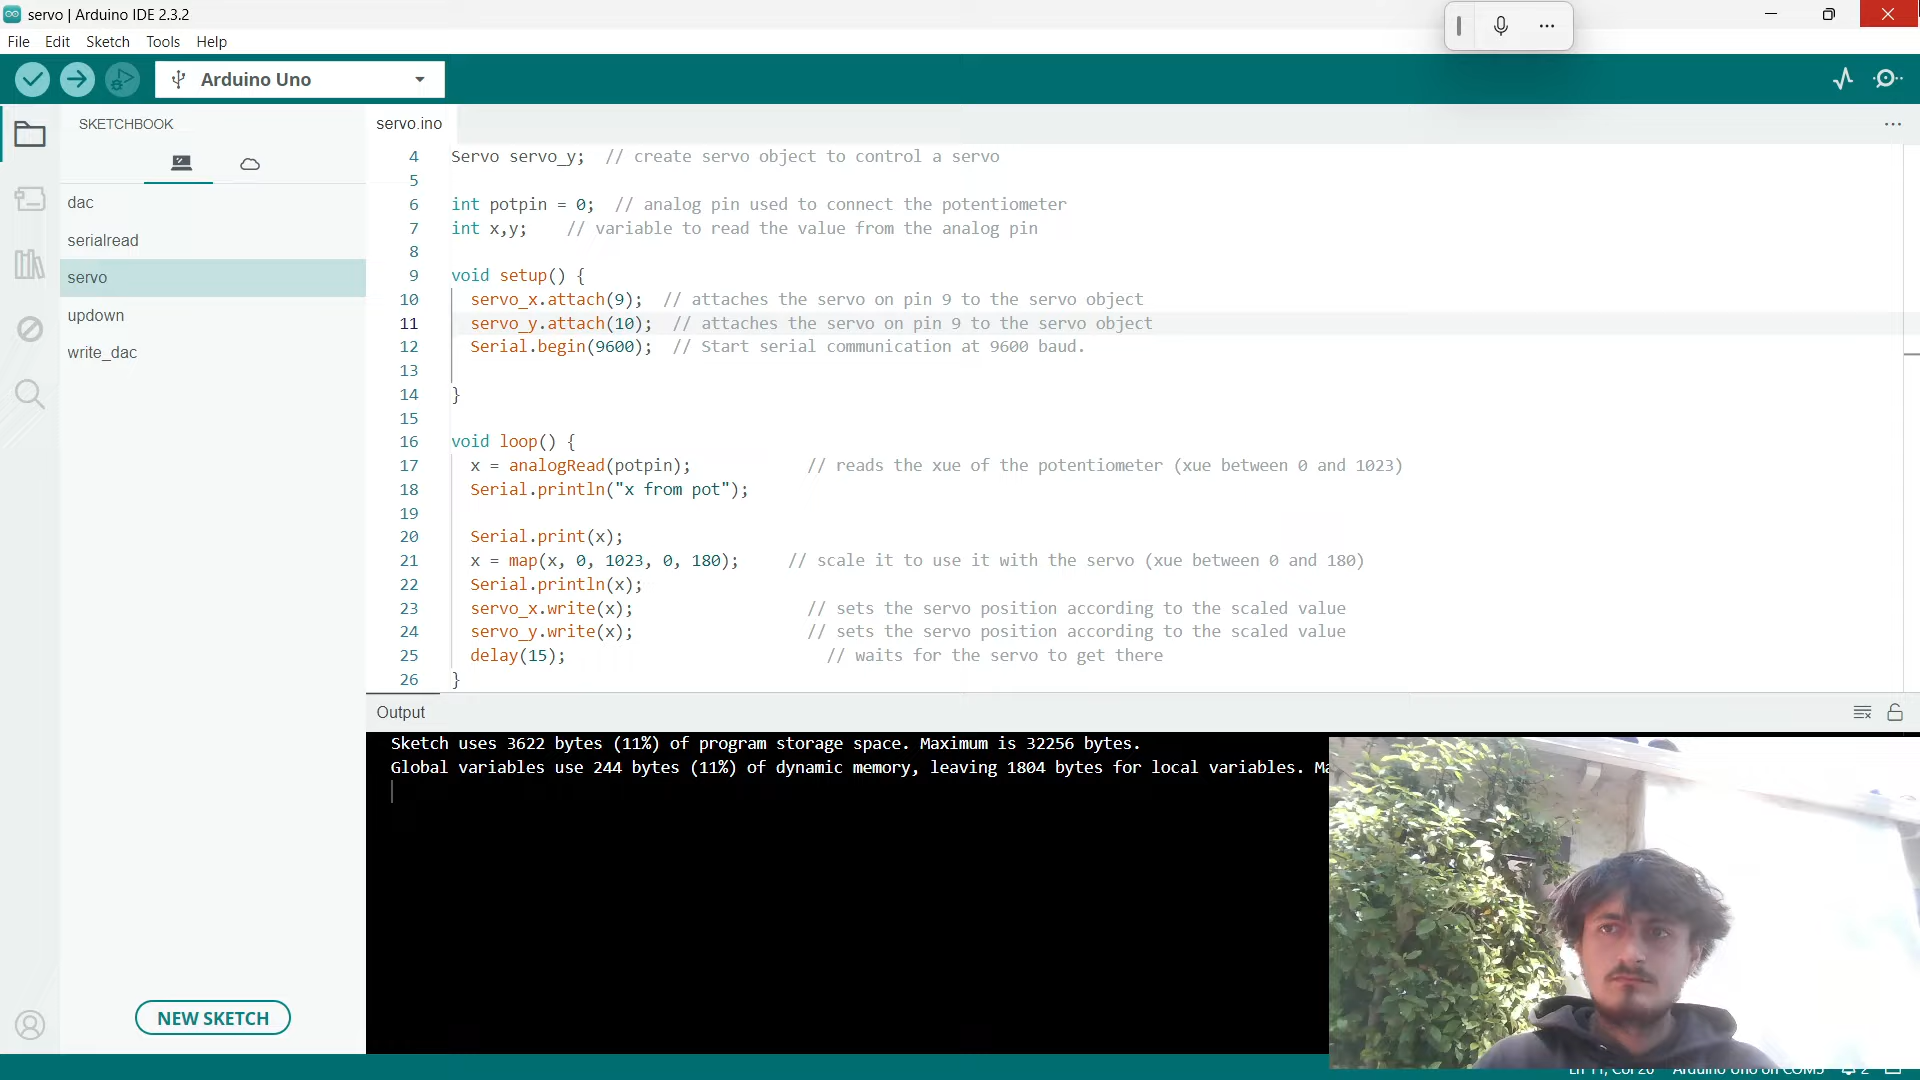 servo | Arduino IDE 2.3.2
File Edit Sketch Tools Help
Arduino Uno
SKETCHBOOK
servo.ino
dac
serialread
servo
updown
write_dac
NEW SKETCH
4 Servo servo_y; // create servo object to control a servo
5
6 int potpin = 0; // analog pin used to connect the potentiometer
7 int x,y; // variable to read the value from the analog pin
8
9 void setup() {
10 servo_x.attach(9); // attaches the servo on pin 9 to the servo object
11 servo_y.attach(10); // attaches the servo on pin 9 to the servo object
12 Serial.begin(9600); // Start serial communication at 9600 baud.
13
14 }
15
16 void loop() {
17 x = analogRead(potpin); // reads the xue of the potentiometer (xue between 0 and 1023)
18 Serial.println("x from pot");
19
20 Serial.print(x);
21 x = map(x, 0, 1023, 0, 180); // scale it to use it with the servo (xue between 0 and 180)
22 Serial.println(x);
23 servo_x.write(x); // sets the servo position according to the scaled value
24 servo_y.write(x); // sets the servo position according to the scaled value
25 delay(15); // waits for the servo to get there
26 }
Output
Sketch uses 3622 bytes (11%) of program storage space. Maximum is 32256 bytes.
Global variables use 244 bytes (11%) of dynamic memory, leaving 1804 bytes for local variables.